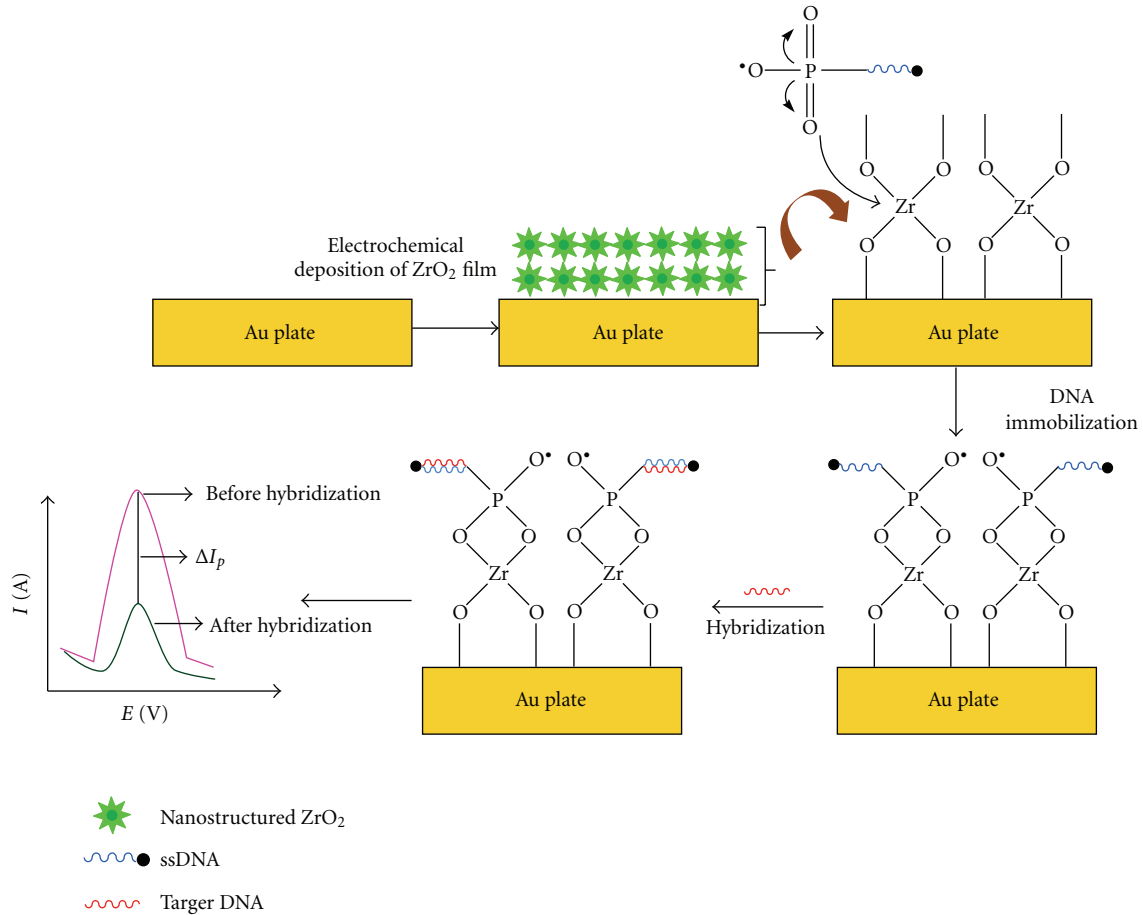 O
•O
P
O
O
O
O
O
Zr
Zr
O
O
O
O
Electrochemical
deposition of ZrO₂ film
Au plate
Au plate
Au plate
DNA
immobilization
O•
O•
P
P
O
O
O
O
Zr
Zr
O
O
O
O
Au plate
Hybridization
O•
O•
P
P
O
O
O
O
Zr
Zr
O
O
O
O
Au plate
Before hybridization
ΔIₚ
After hybridization
I (A)
E (V)
Nanostructured ZrO₂
ssDNA
Targer DNA